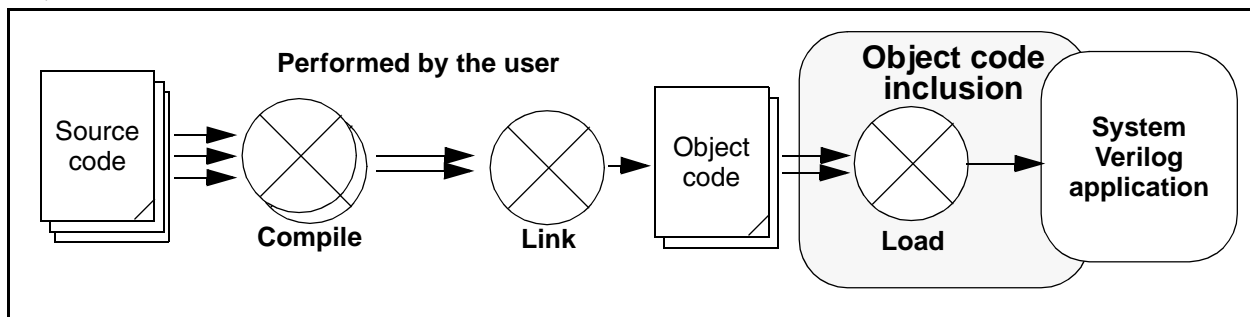 Performed by the user
Source
code
Compile
Link
Object
code
Object code
inclusion
Load
System
Verilog
application